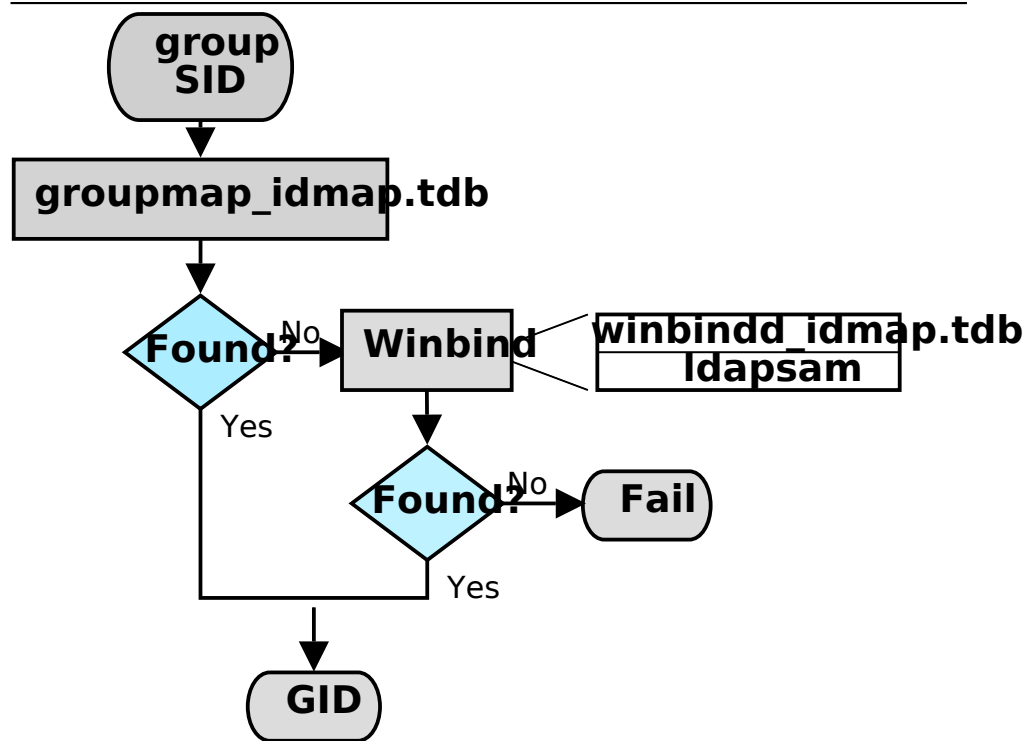 group
SID
groupmap_idmap.tdb
Found?
No
Winbind
winbindd_idmap.tdb
ldapsam
Yes
Found?
No
Fail
Yes
GID